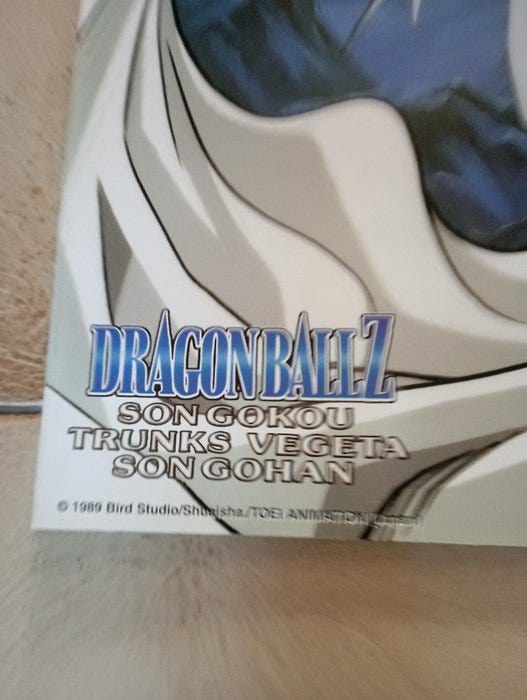 DRAGON BALL Z
SON GOKOU
TRUNKS VEGETA
SON GOHAN
© 1989 Bird Studio/Shueisha./TOEI ANIMATION